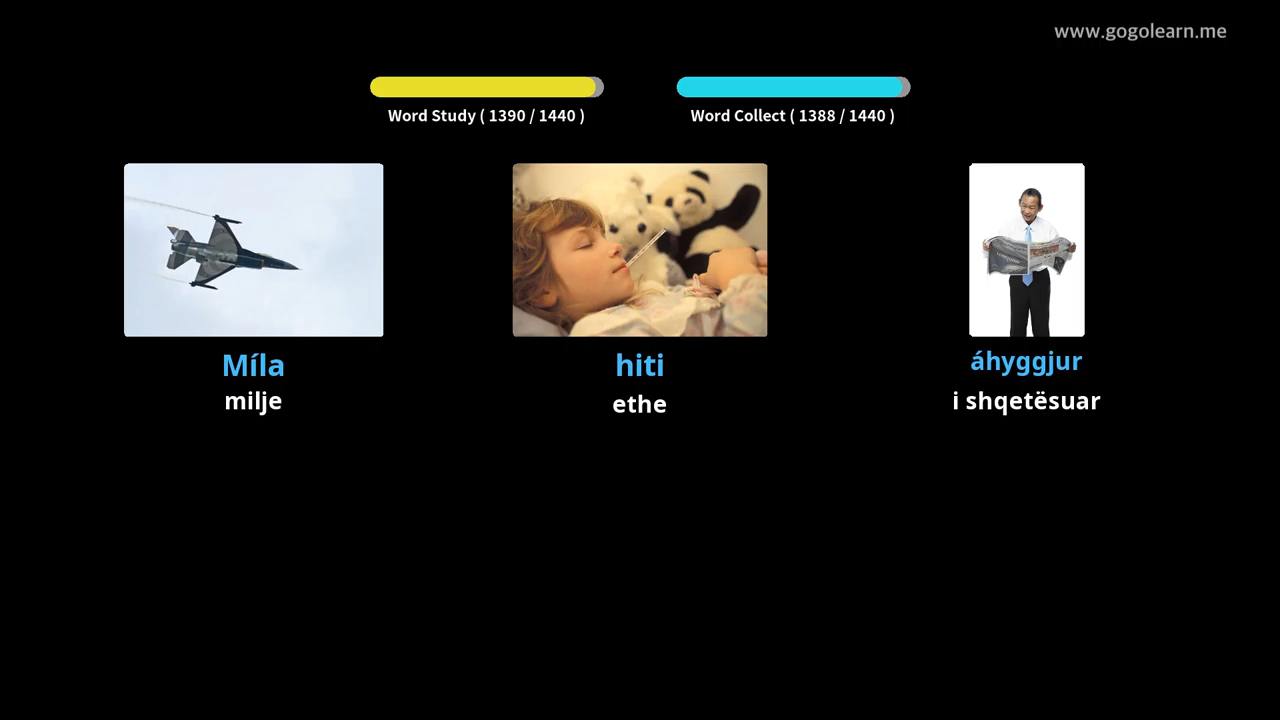 www.gogolearn.me
Word Study ( 1390 / 1440 )
Word Collect ( 1388 / 1440 )
Míla
milje
hiti
ethe
áhyggjur
i shqetësuar